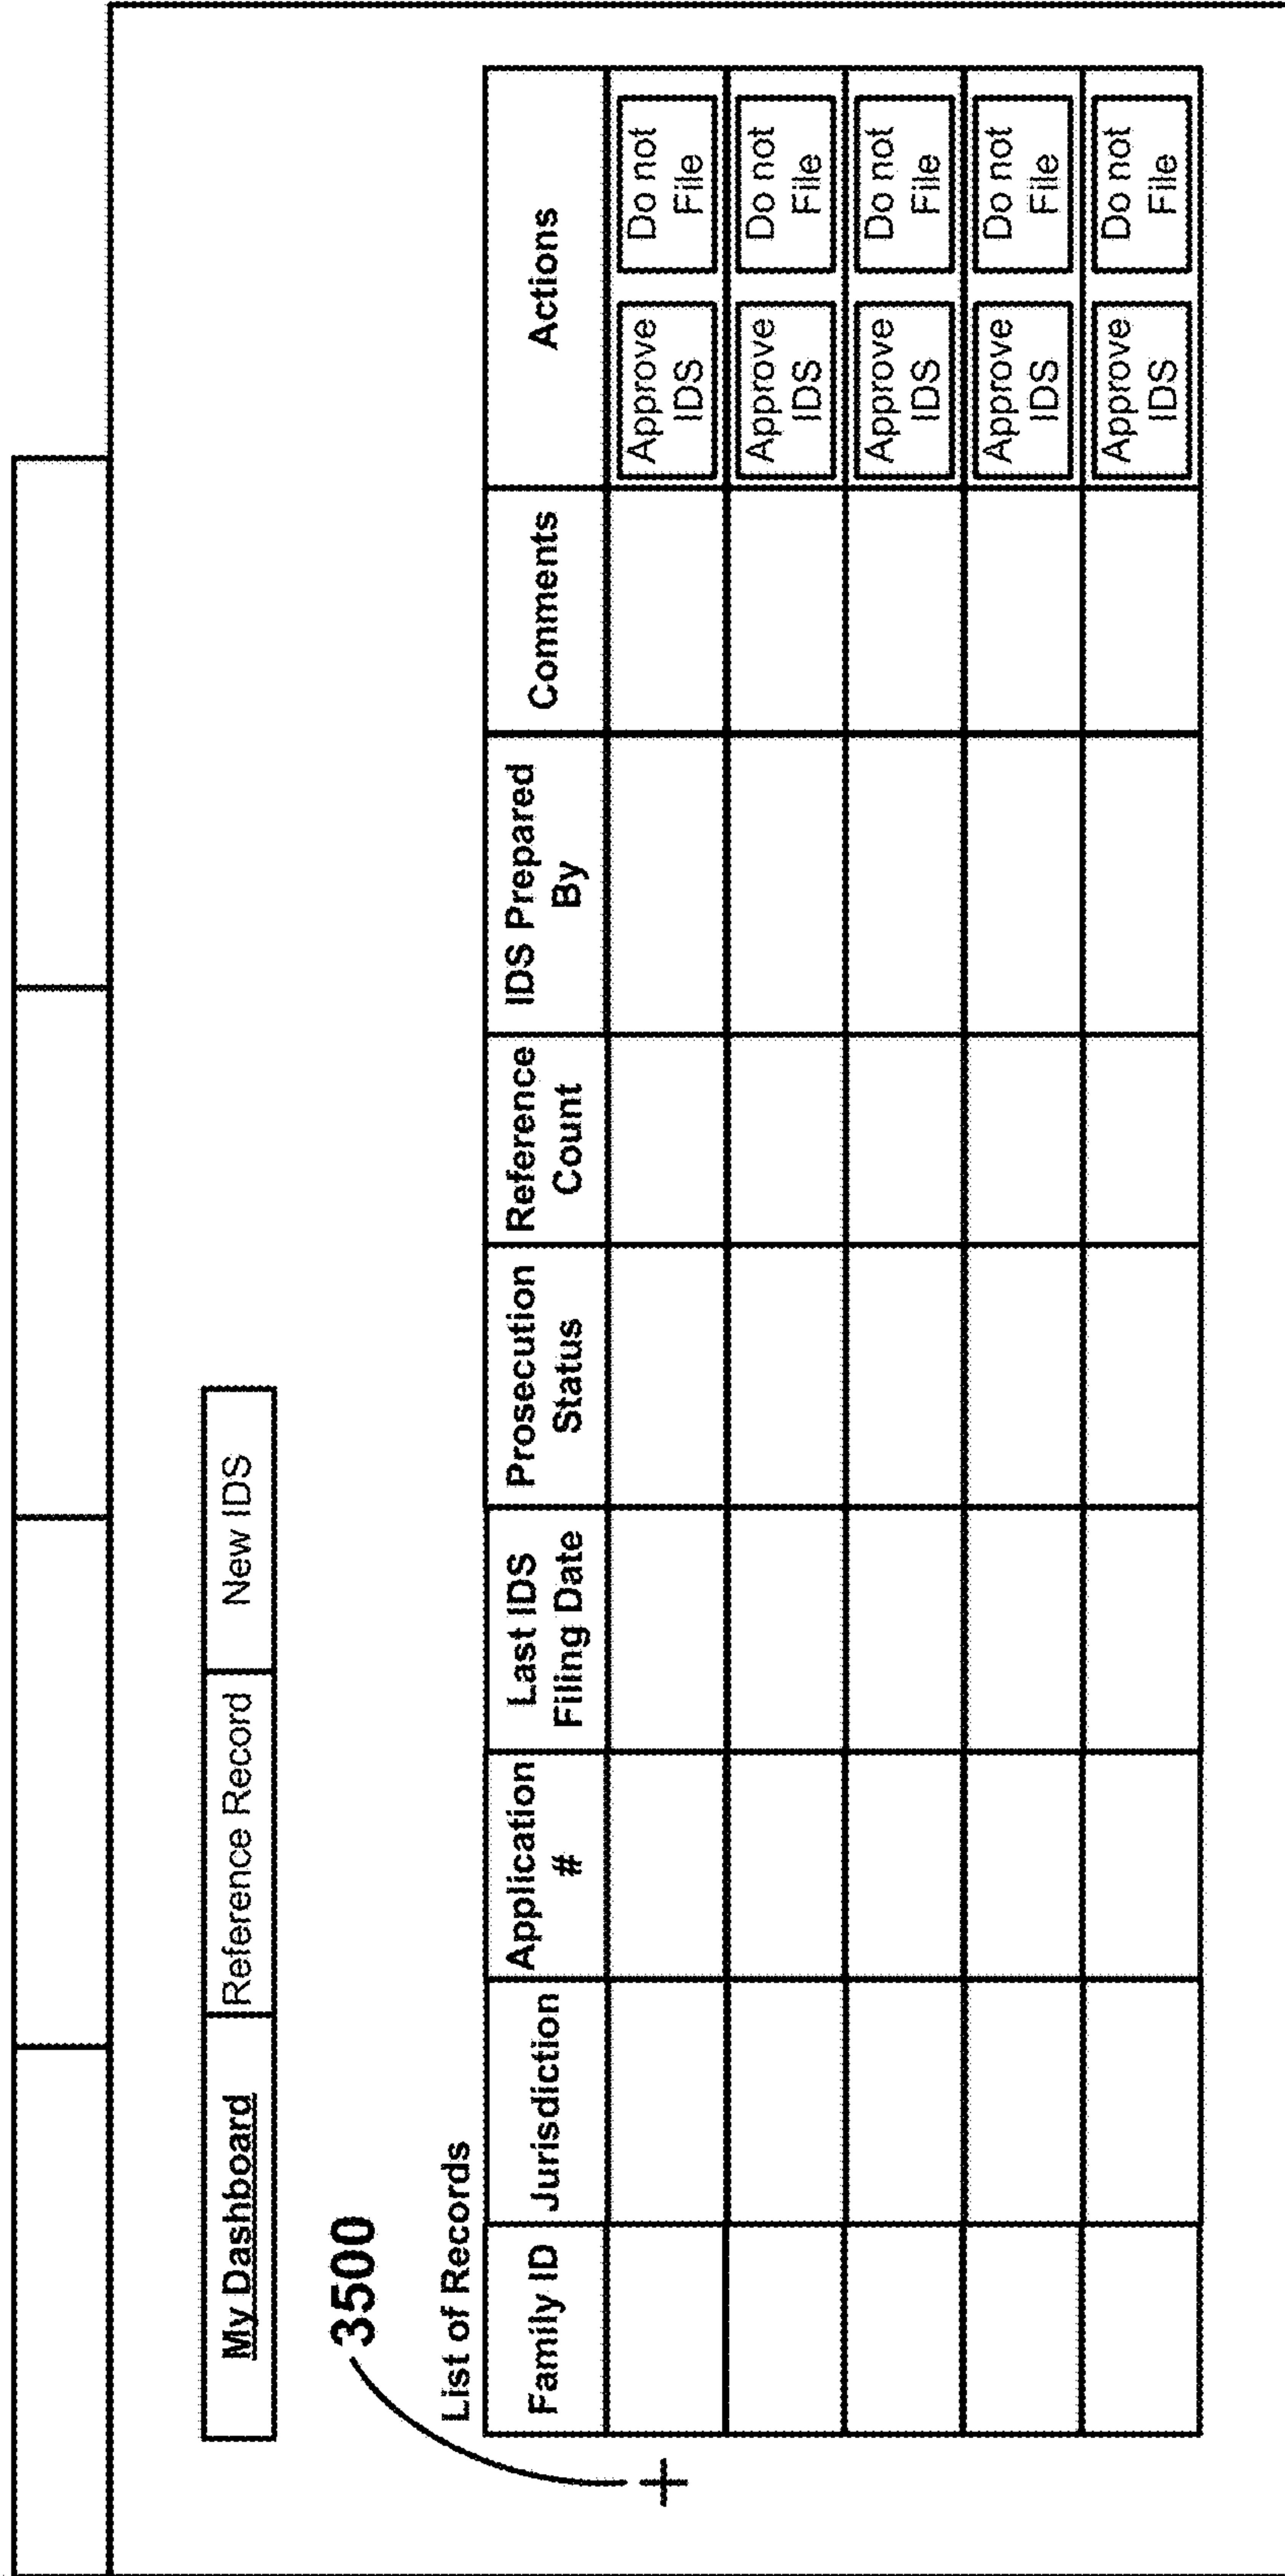 My Dashboard Reference Record New IDS
3500
List of Records
Family ID Jurisdiction Application # Last IDS Filing Date Prosecution Status Reference Count IDS Prepared By Comments Actions
Approve IDS Do not File
Approve IDS Do not File
Approve IDS Do not File
Approve IDS Do not File
Approve IDS Do not File